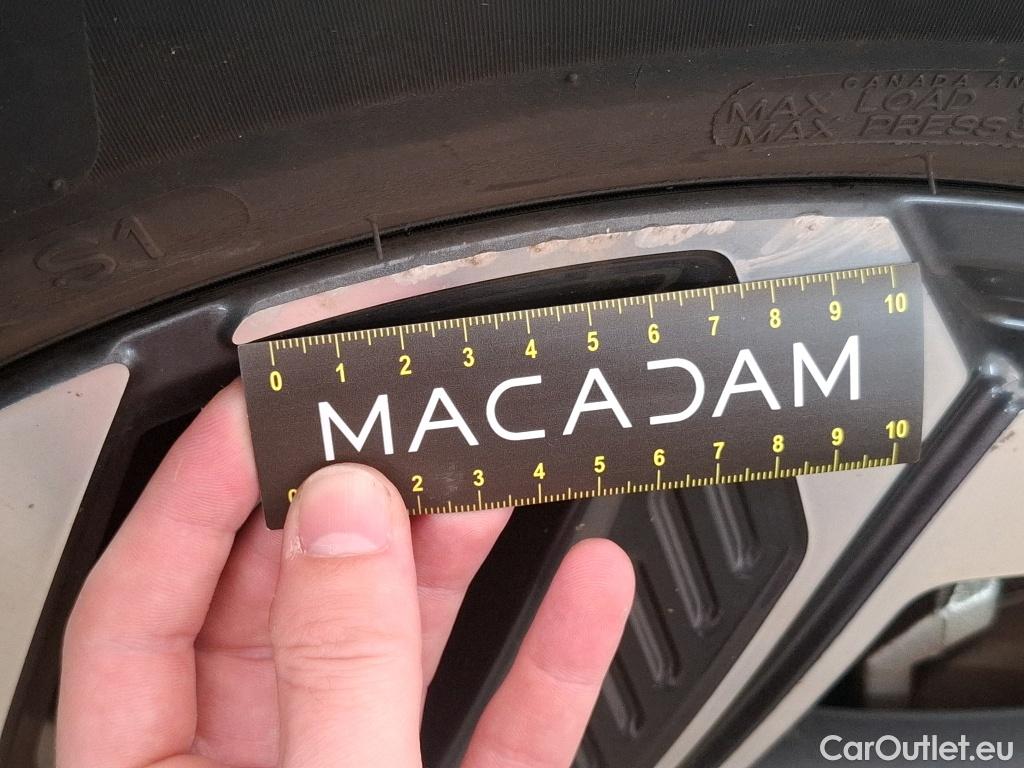 CANADA AN
MAX LOAD
MAX PRESS
S1
0 1 2 3 4 5 6 7 8 9 10
MACADAM
0 2 3 4 5 6 7 8 9 10
CarOutlet.eu